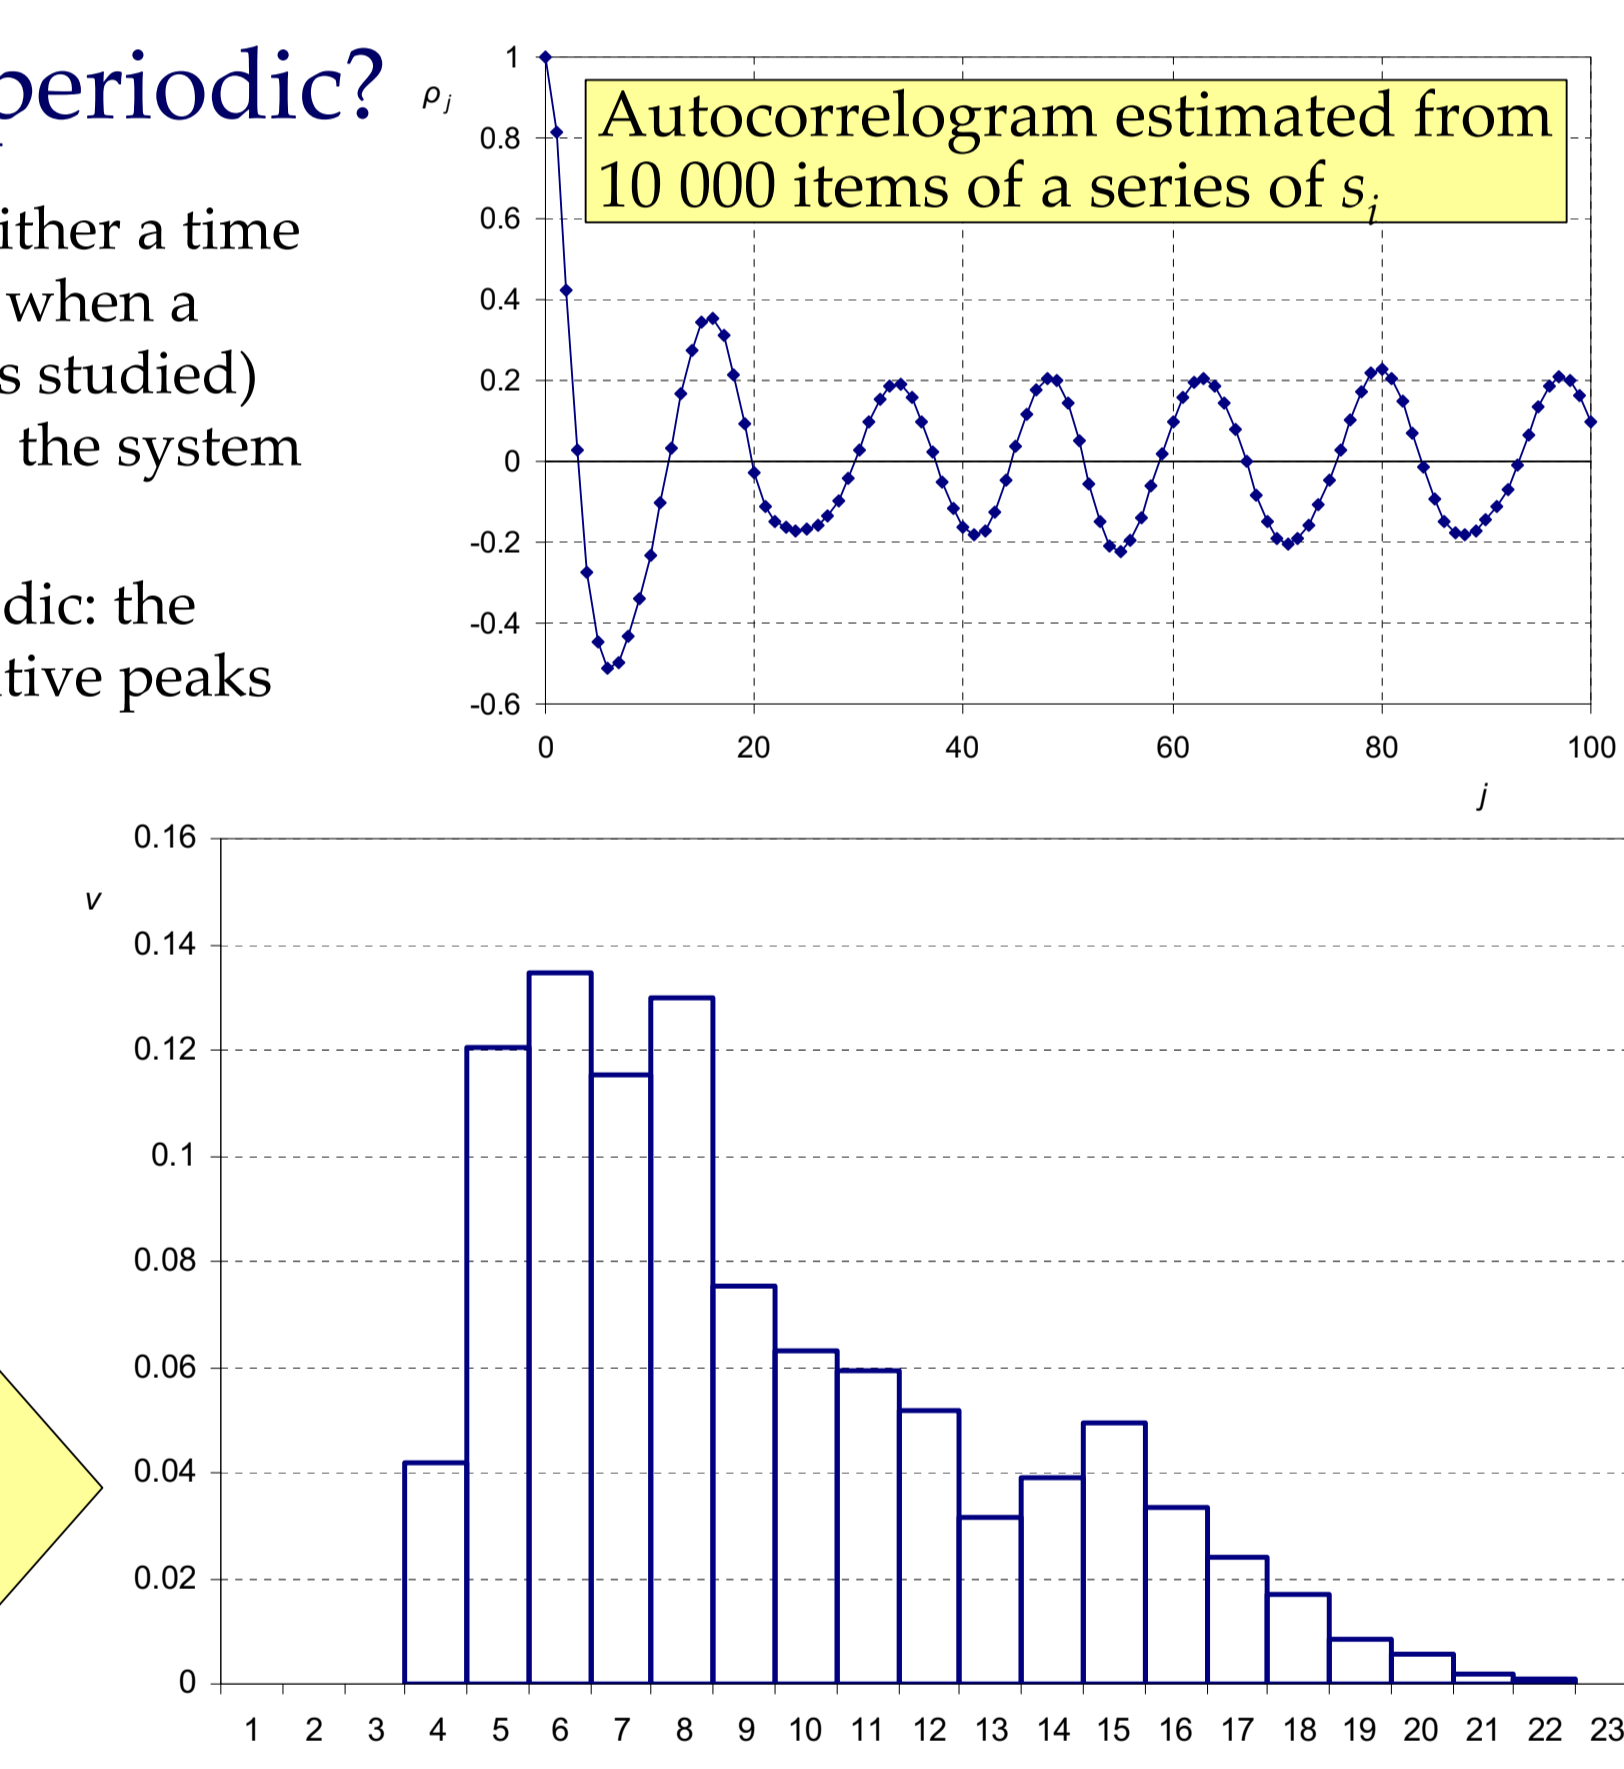 periodic?
ither a time
when a
s studied)
the system
dic: the
tive peaks
ρj
Autocorrelogram estimated from
10 000 items of a series of si
1
0.8
0.6
0.4
0.2
0
-0.2
-0.4
-0.6
0 20 40 60 80 100
j
v
0.16
0.14
0.12
0.1
0.08
0.06
0.04
0.02
0
1 2 3 4 5 6 7 8 9 10 11 12 13 14 15 16 17 18 19 20 21 22 23